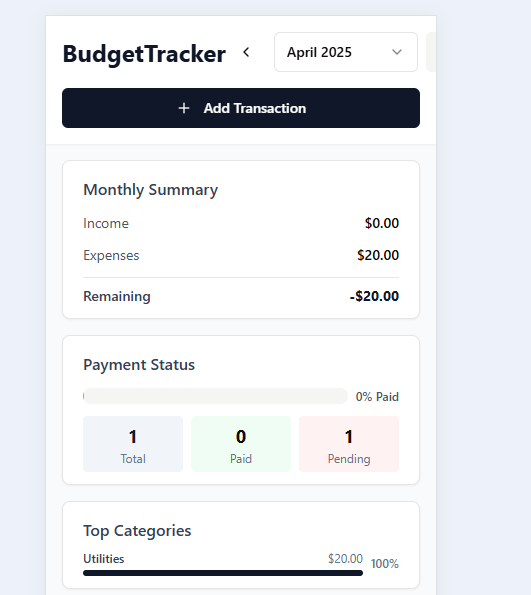 BudgetTracker
April 2025
Add Transaction
Monthly Summary
Income $0.00
Expenses $20.00
Remaining -$20.00
Payment Status
0% Paid
1 0 1
Total Paid Pending
Top Categories
Utilities $20.00 100%